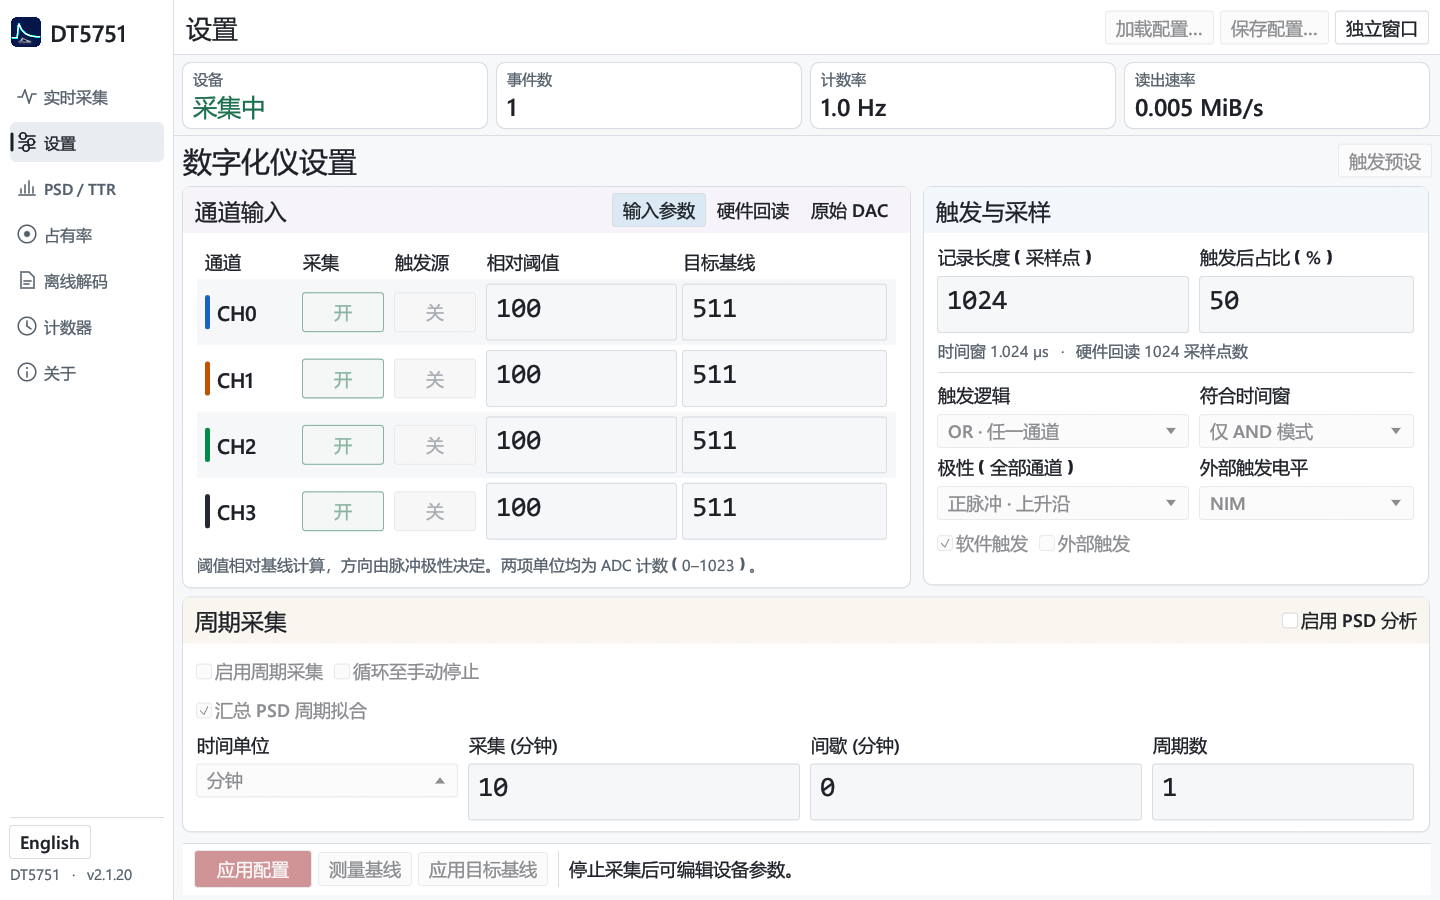 DT5751
设置
加载配置...
保存配置...
独立窗口
实时采集
设置
PSD / TTR
占有率
离线解码
计数器
关于
English
DT5751 · v2.1.20
设备
采集中
事件数
1
计数率
1.0 Hz
读出速率
0.005 MiB/s
数字化仪设置
触发预设
通道输入
输入参数
硬件回读
原始 DAC
通道 采集 触发源 相对阈值 目标基线
CH0 开 关 100 511
CH1 开 关 100 511
CH2 开 关 100 511
CH3 开 关 100 511
阈值相对基线计算，方向由脉冲极性决定。两项单位均为 ADC 计数（0–1023）。
触发与采样
记录长度（采样点） 触发后占比（%）
1024 50
时间窗 1.024 µs · 硬件回读 1024 采样点数
触发逻辑 符合时间窗
OR · 任一通道 仅 AND 模式
极性（全部通道） 外部触发电平
正脉冲 · 上升沿 NIM
软件触发 外部触发
周期采集
启用 PSD 分析
启用周期采集 循环至手动停止
汇总 PSD 周期拟合
时间单位 采集 (分钟) 间歇 (分钟) 周期数
分钟 10 0 1
应用配置 测量基线 应用目标基线 停止采集后可编辑设备参数。